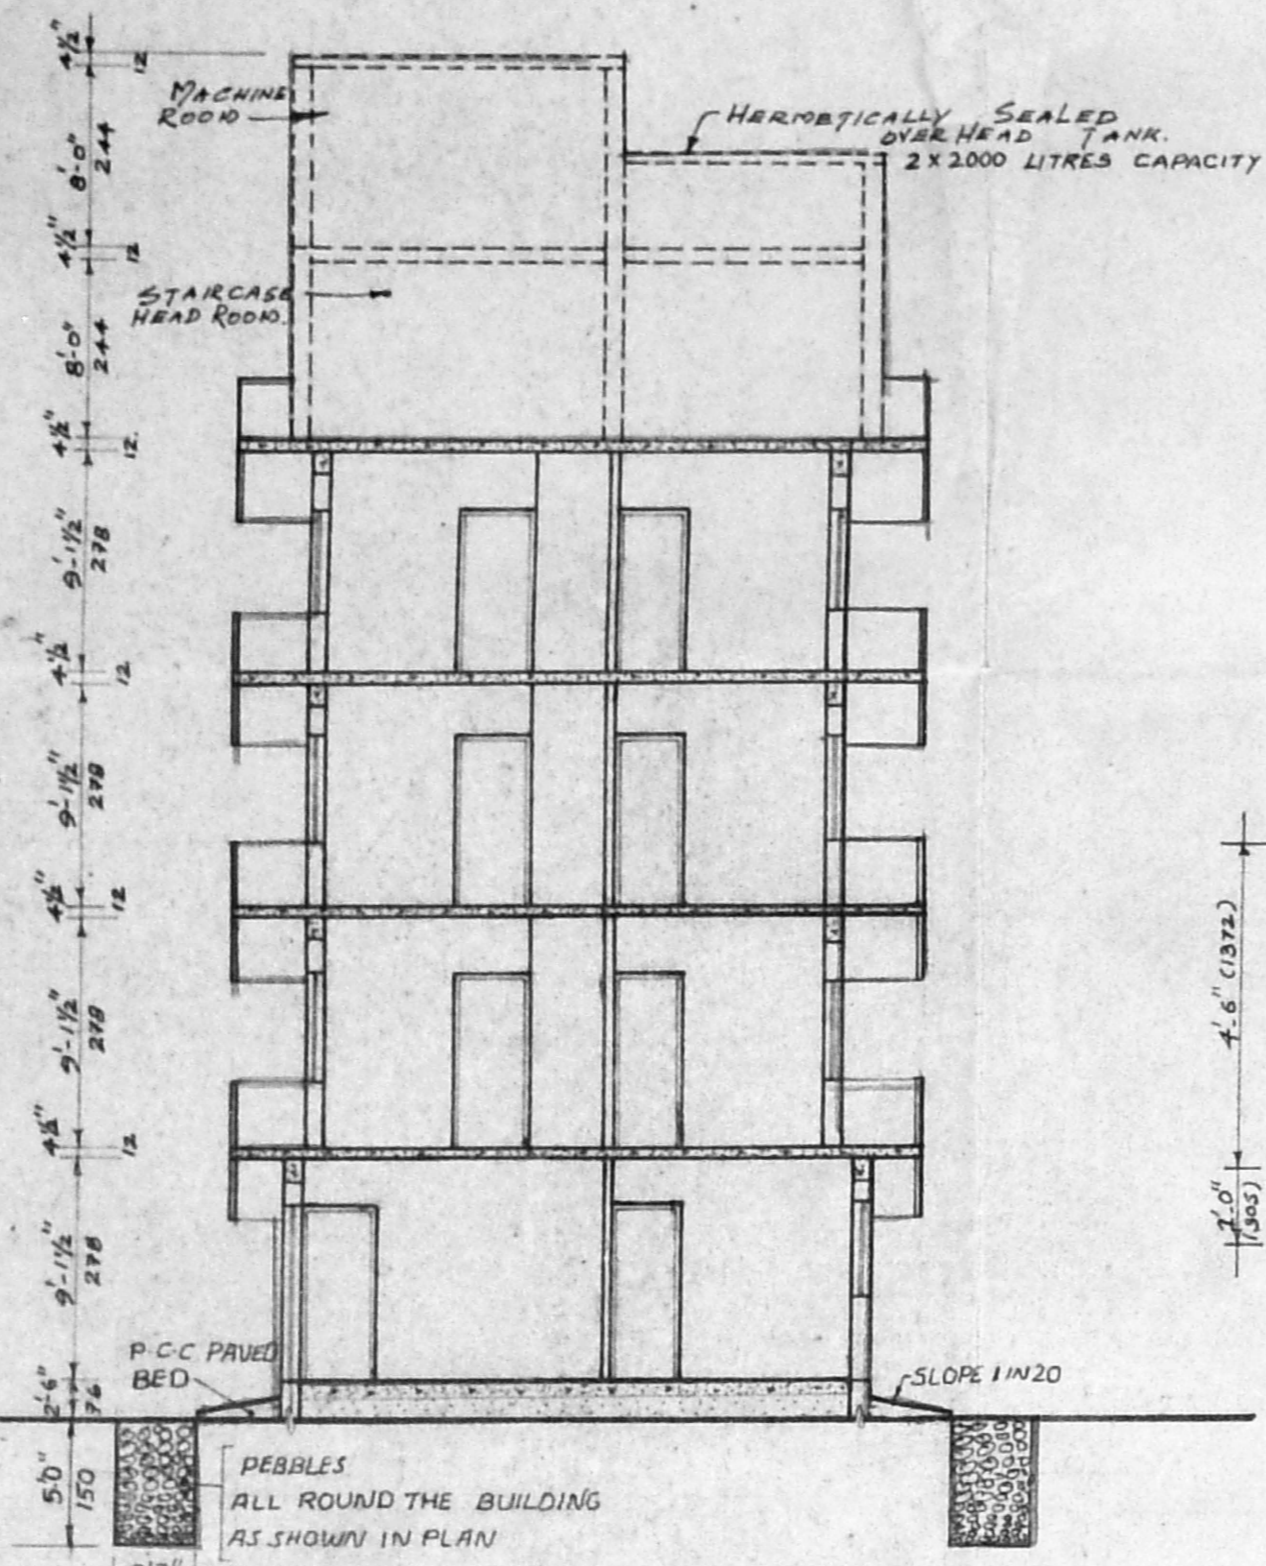 4½"
12
MACHINE
ROOM
HERMETICALLY SEALED
OVER HEAD TANK.
2 X 2000 LITRES CAPACITY
8'-0"
244
4½"
12
STAIRCASE
HEAD ROOM.
8'-0"
244
4½"
12.
9'-1½"
278
4½"
12
9'-1½"
278
4½"
12
9'-1½"
278
4½"
12
9'-1½"
278
4'-6" (1372)
1'-0"
(305)
P.C.C PAVED
BED
SLOPE 1 IN 20
2'-6"
76
5'0"
150
PEBBLES
ALL ROUND THE BUILDING
AS SHOWN IN PLAN